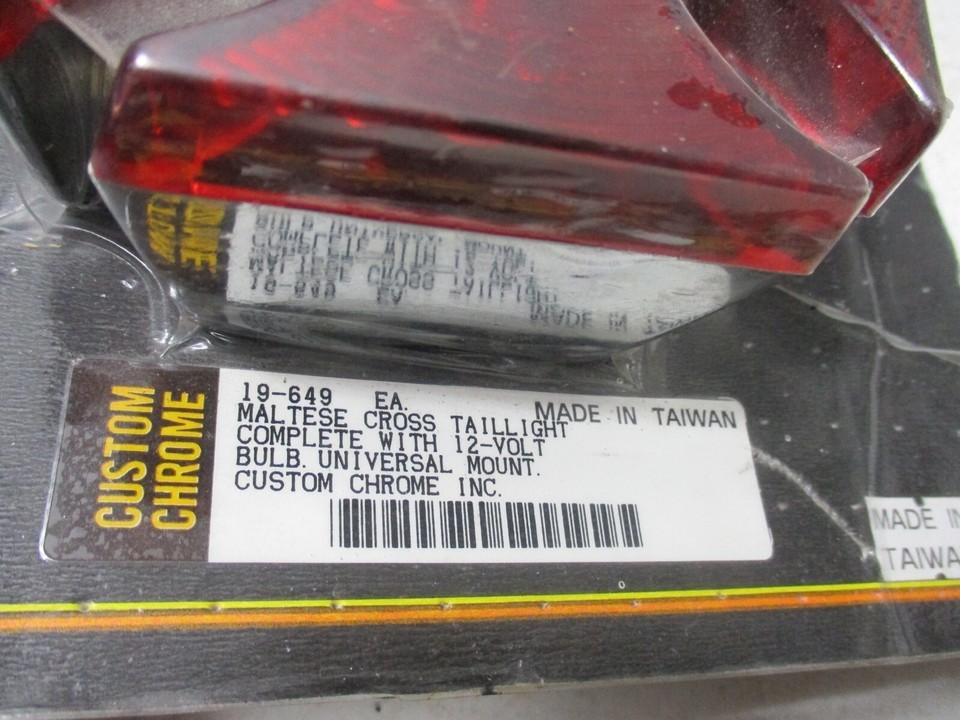 CUSTOM
CHROME
19-649 EA.
MADE IN TAIWAN
MALTESE CROSS TAILLIGHT
COMPLETE WITH 12-VOLT
BULB. UNIVERSAL MOUNT.
CUSTOM CHROME INC.
MADE IN
TAIWA